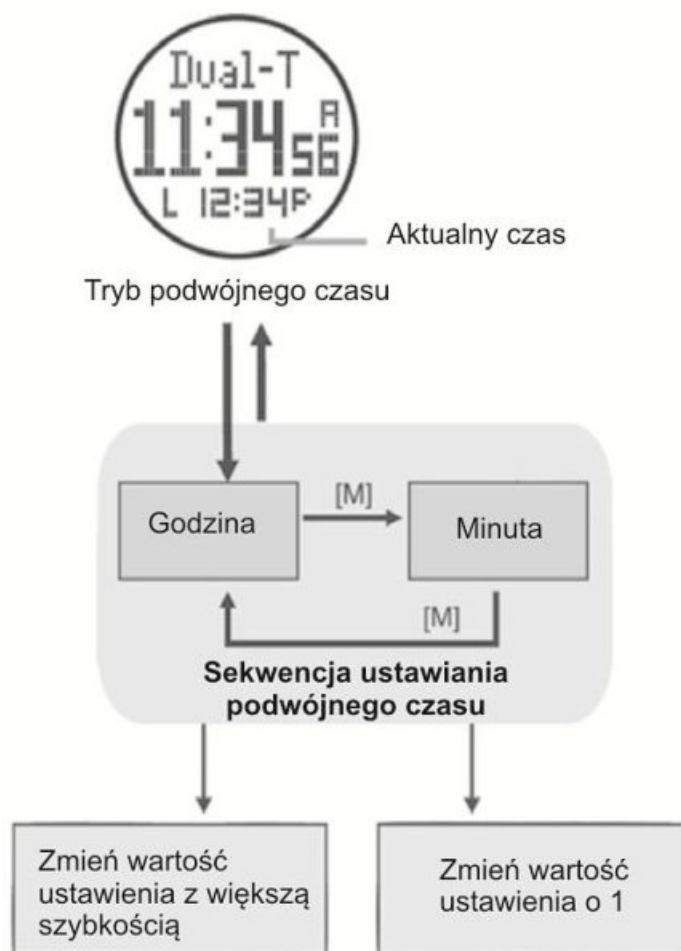 Dual-T
A
11:34 56
L 12:34P
Aktualny czas
Tryb podwójnego czasu
[M]
Godzina
Minuta
[M]
Sekwencja ustawiania
podwójnego czasu
Zmień wartość
ustawienia z większą
szybkością
Zmień wartość
ustawienia o 1